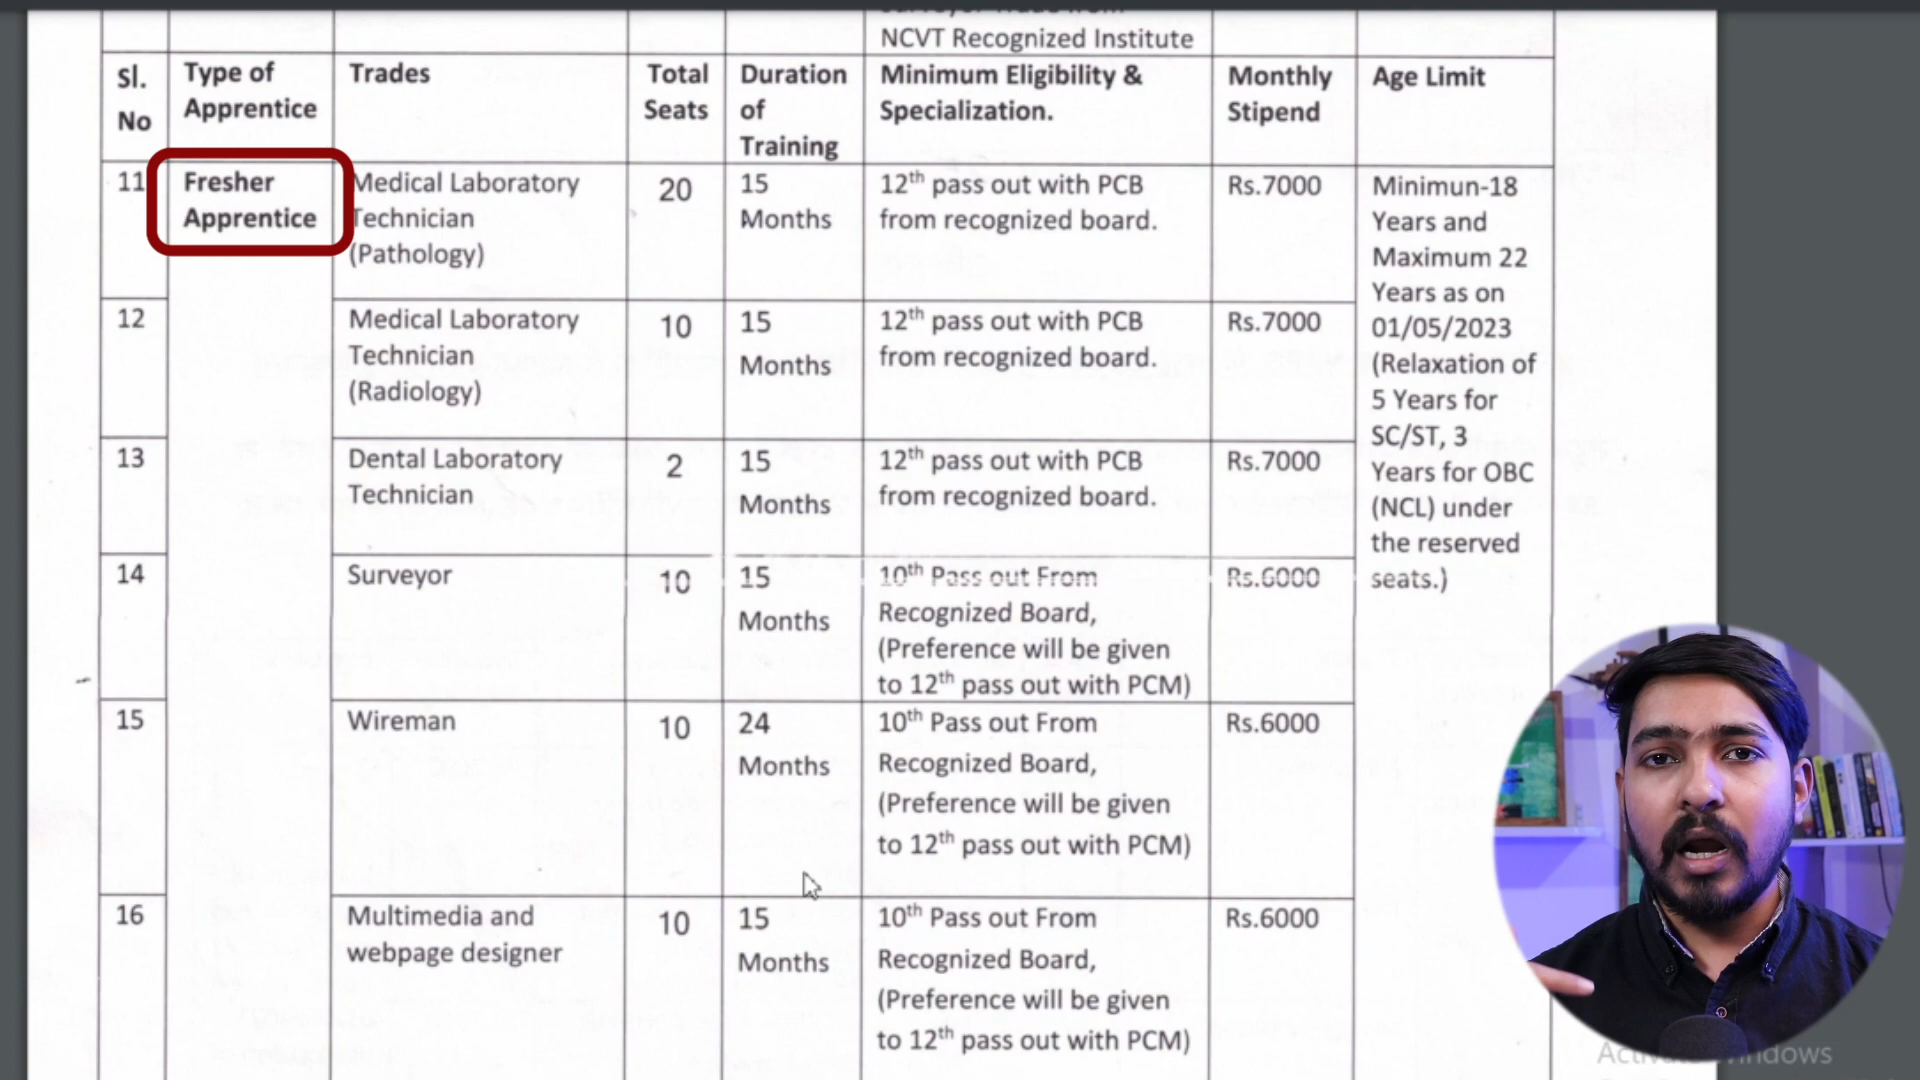 NCVT Recognized Institute
Sl.
No
Type of
Apprentice
Trades
Total
Seats
Duration
of
Training
Minimum Eligibility &
Specialization.
Monthly
Stipend
Age Limit
11
Fresher
Apprentice
Medical Laboratory
Technician
(Pathology)
20
15
Months
12th pass out with PCB
from recognized board.
Rs.7000
Minimun-18
Years and
Maximum 22
Years as on
01/05/2023
(Relaxation of
5 Years for
SC/ST, 3
Years for OBC
(NCL) under
the reserved
seats.)
12
Medical Laboratory
Technician
(Radiology)
10
15
Months
12th pass out with PCB
from recognized board.
Rs.7000
13
Dental Laboratory
Technician
2
15
Months
12th pass out with PCB
from recognized board.
Rs.7000
14
Surveyor
10
15
Months
10th Pass out From
Recognized Board,
(Preference will be given
to 12th pass out with PCM)
Rs.6000
15
Wireman
10
24
Months
10th Pass out From
Recognized Board,
(Preference will be given
to 12th pass out with PCM)
Rs.6000
16
Multimedia and
webpage designer
10
15
Months
10th Pass out From
Recognized Board,
(Preference will be given
to 12th pass out with PCM)
Rs.6000